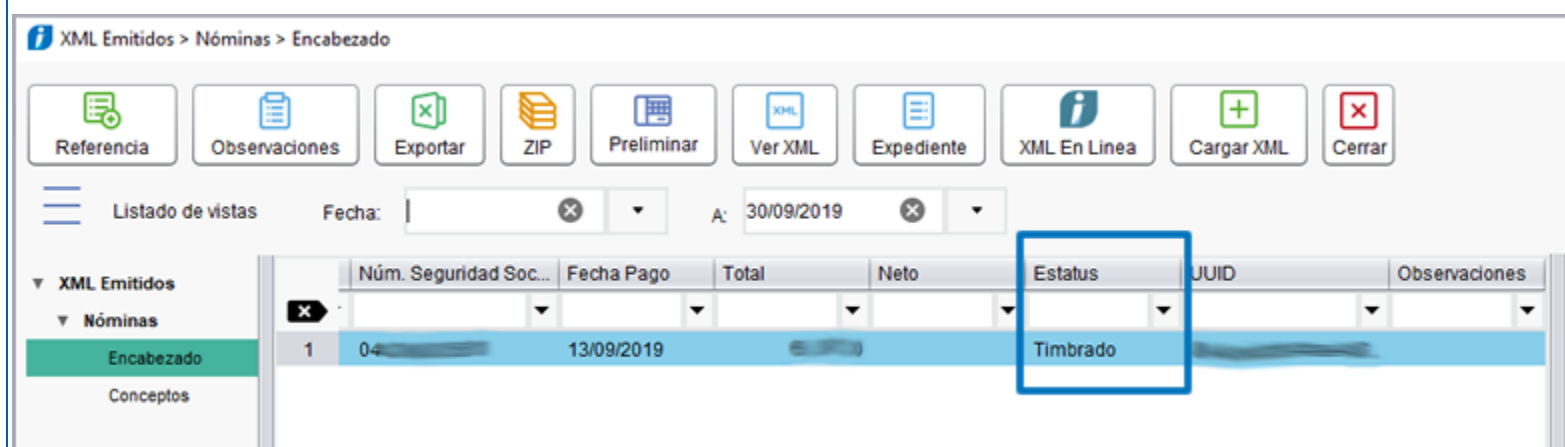 XML Emitidos > Nóminas > Encabezado
Referencia Observaciones Exportar ZIP Preliminar XML Ver XML Expediente XML En Linea Cargar XML Cerrar
Listado de vistas Fecha: A: 30/09/2019
XML Emitidos
Nóminas
Encabezado
Conceptos
Núm. Seguridad Soc... Fecha Pago Total Neto Estatus UUID Observaciones
1 04 13/09/2019 Timbrado